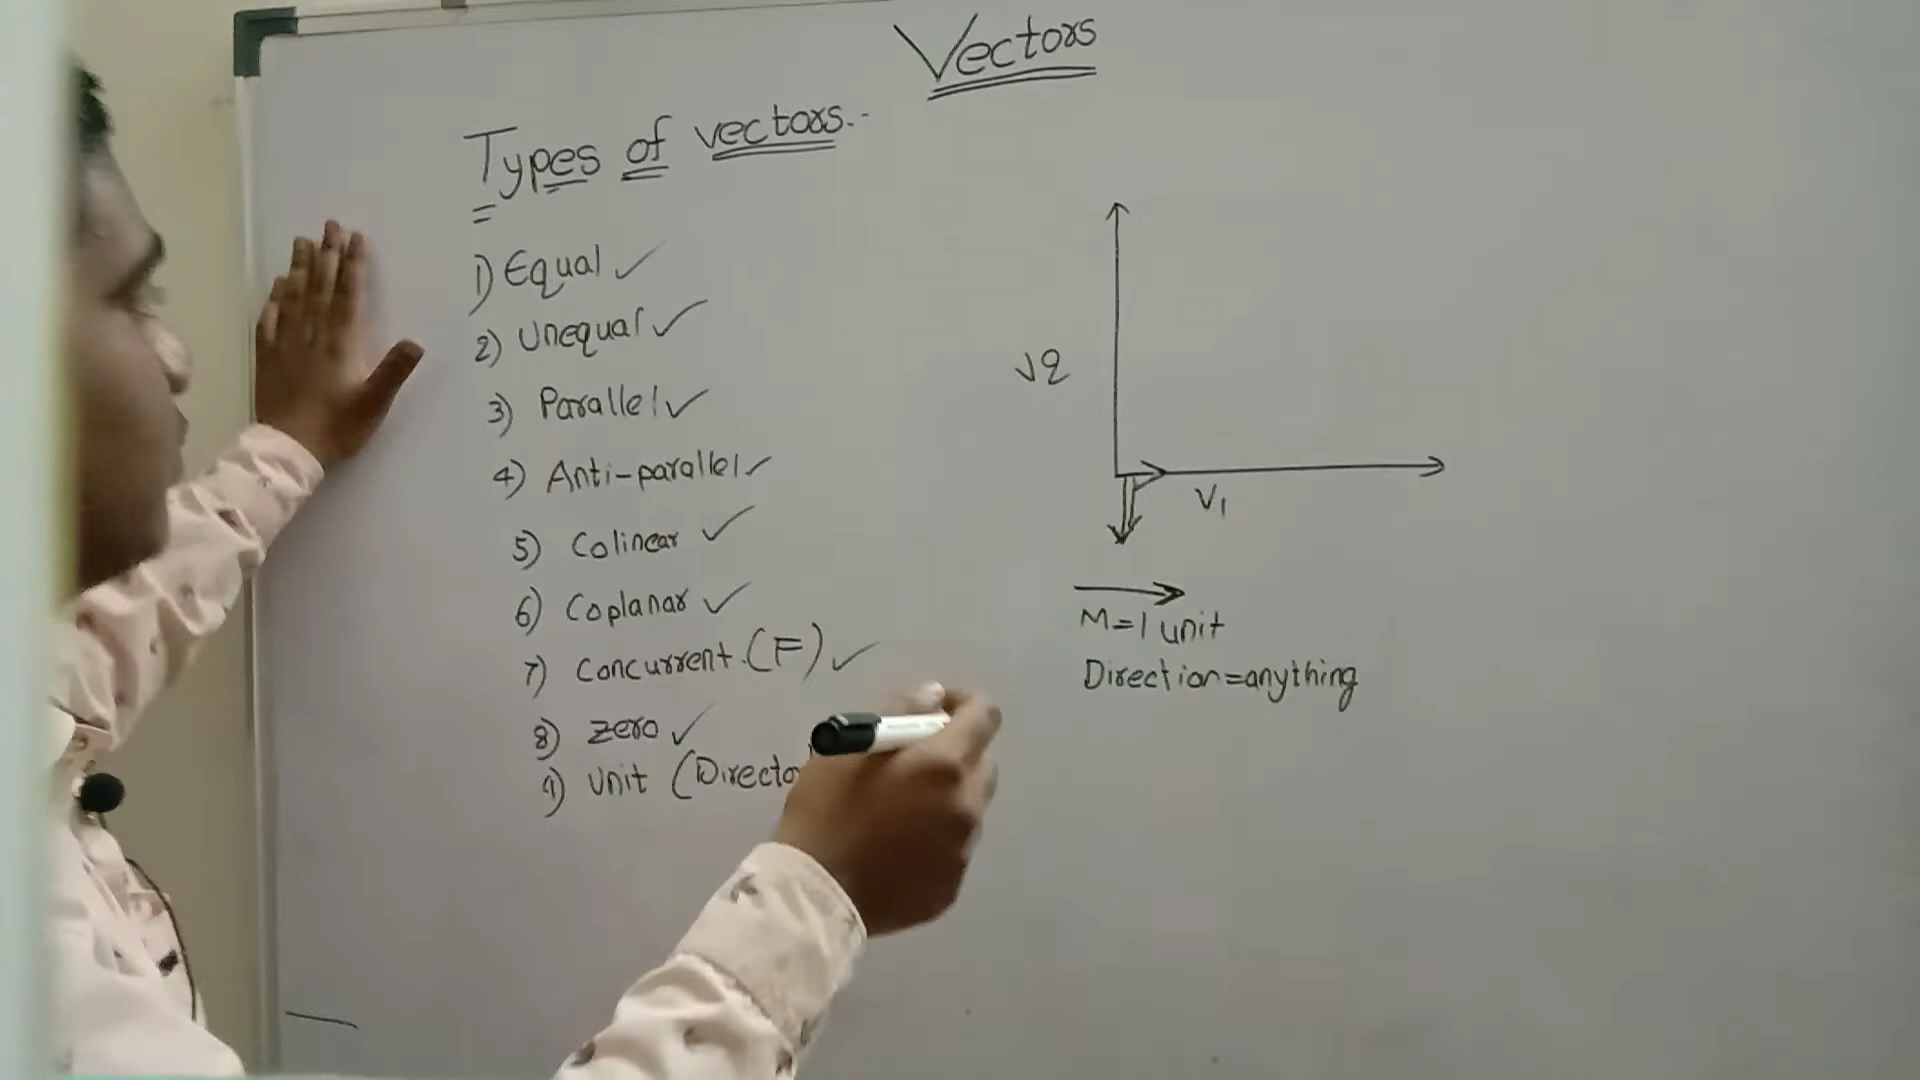 Vectors
Types of vectors..
1) Equal ✓
2) Unequal ✓
3) Parallel ✓
4) Anti-parallel ✓
5) Colinear ✓
6) Coplanar ✓
7) Concurrent.(F) ✓
8) zero ✓
9) Unit (Directo
V2
V1
M=1 unit
Direction=anything